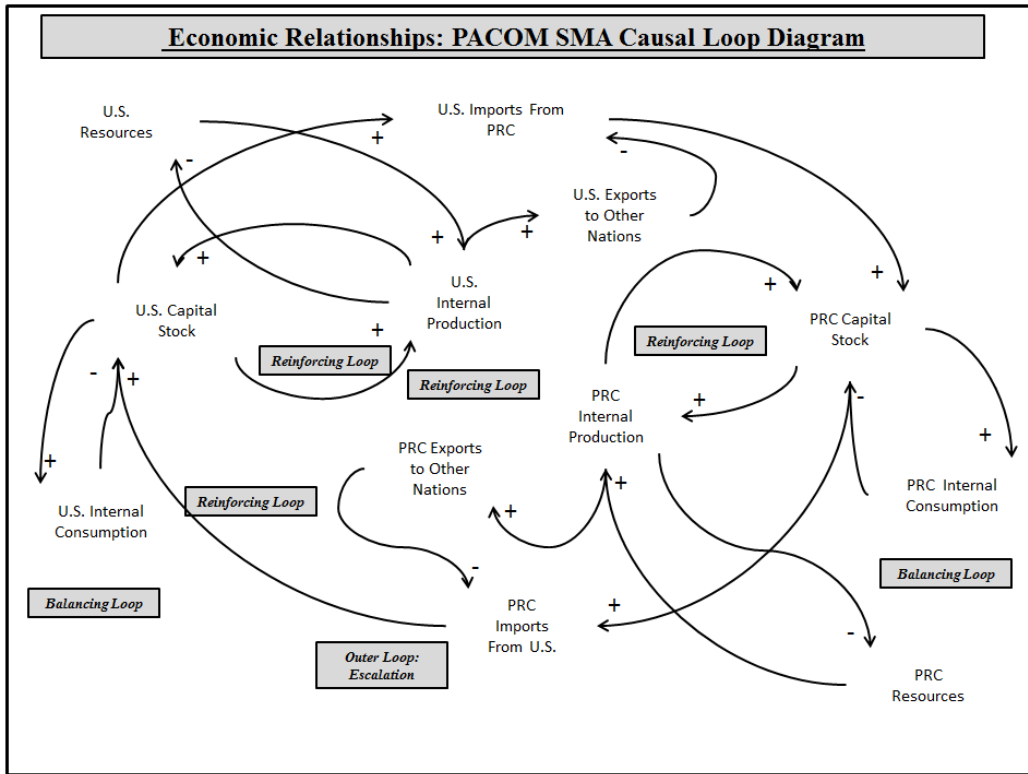 Economic Relationships: PACOM SMA Causal Loop Diagram
U.S.
Resources
U.S. Imports From
PRC
+
-
-
U.S. Exports
to Other
Nations
+
+
+
U.S.
Internal
Production
+
+
U.S. Capital
Stock
PRC Capital
Stock
+
Reinforcing Loop
Reinforcing Loop
Reinforcing Loop
-
+
-
+
PRC
Internal
Production
+
PRC Exports
to Other
Nations
+
+
PRC Internal
Consumption
Reinforcing Loop
U.S. Internal
Consumption
+
-
Balancing Loop
Balancing Loop
PRC
Imports
From U.S.
+
-
Outer Loop:
Escalation
PRC
Resources